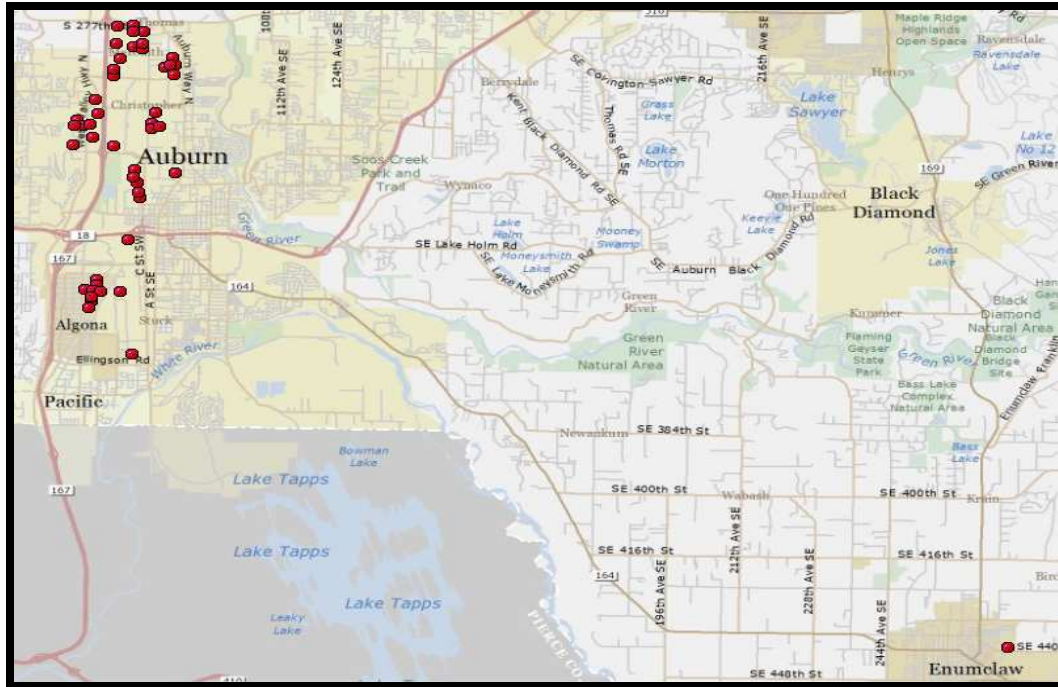 S 277th
Thomas
108th
112th Ave SE
124th Ave SE
Auburn Way N
Christopher
Auburn
Berrydale
SE Covington Sawyer Rd
216th Ave SE
Maple Ridge
Highlands
Open Space
Ravensdale
Ravensdale
Lake
Henrys
Grass
Lake
Lake
Sawyer
Kent Black Diamond Rd SE
Thomas Rd SE
Lake
Morton
Lake
No 12
Soos Creek
Park and
Trail
Wynaco
169
SE Green River
One Hundred
One Pines
Black
Diamond
Keevie
Lake
Green River
18
Lake
Holm
Mooney
Swamp
SE Lake Holm Rd
Moneysmith
Lake
SE Lake Moneysmith Rd
SE Auburn Black Diamond Rd
Jones
Lake
167
C St SW
A St SE
164
Green
River
Algona
Stuck
Kummer
Black
Diamond
Natural Area
Black
Diamond
Bridge
Site
Ellingson Rd
White River
Green
River
Natural Area
Flaming
Geyser
State
Park
Green River
Bass Lake
Complex
Natural Area
Enumclaw Franklin
Pacific
Newaukum
SE 384th St
Bowman
Lake
Bass
Lake
167
Lake Tapps
SE 400th St
Wabash
SE 400th St
Krain
Lake Tapps
SE 416th St
212th Ave SE
SE 416th St
164
196th Ave SE
228th Ave SE
Lake Tapps
Leaky
Lake
PIERCE CO
244th Ave SE
SE 440
Enumclaw
SE 448th St